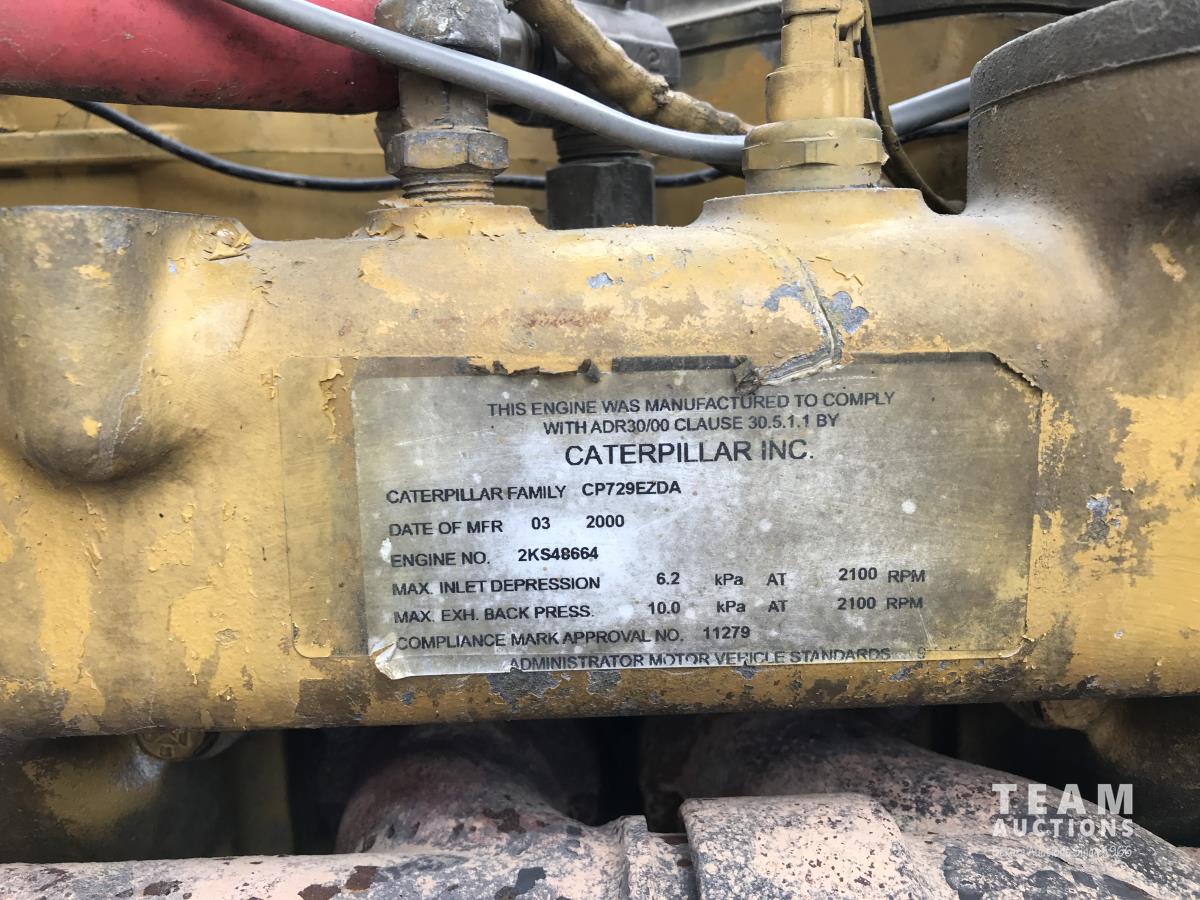 THIS ENGINE WAS MANUFACTURED TO COMPLY
WITH ADR30/00 CLAUSE 30.5.1.1 BY
CATERPILLAR INC.
CATERPILLAR FAMILY CP729EZDA
DATE OF MFR 03 2000
ENGINE NO. 2KS48664
MAX. INLET DEPRESSION 6.2 kPa AT 2100 RPM
MAX. EXH. BACK PRESS. 10.0 kPa AT 2100 RPM
COMPLIANCE MARK APPROVAL NO. 11279
ADMINISTRATOR MOTOR VEHICLE STANDARDS
TEAM
AUCTIONS